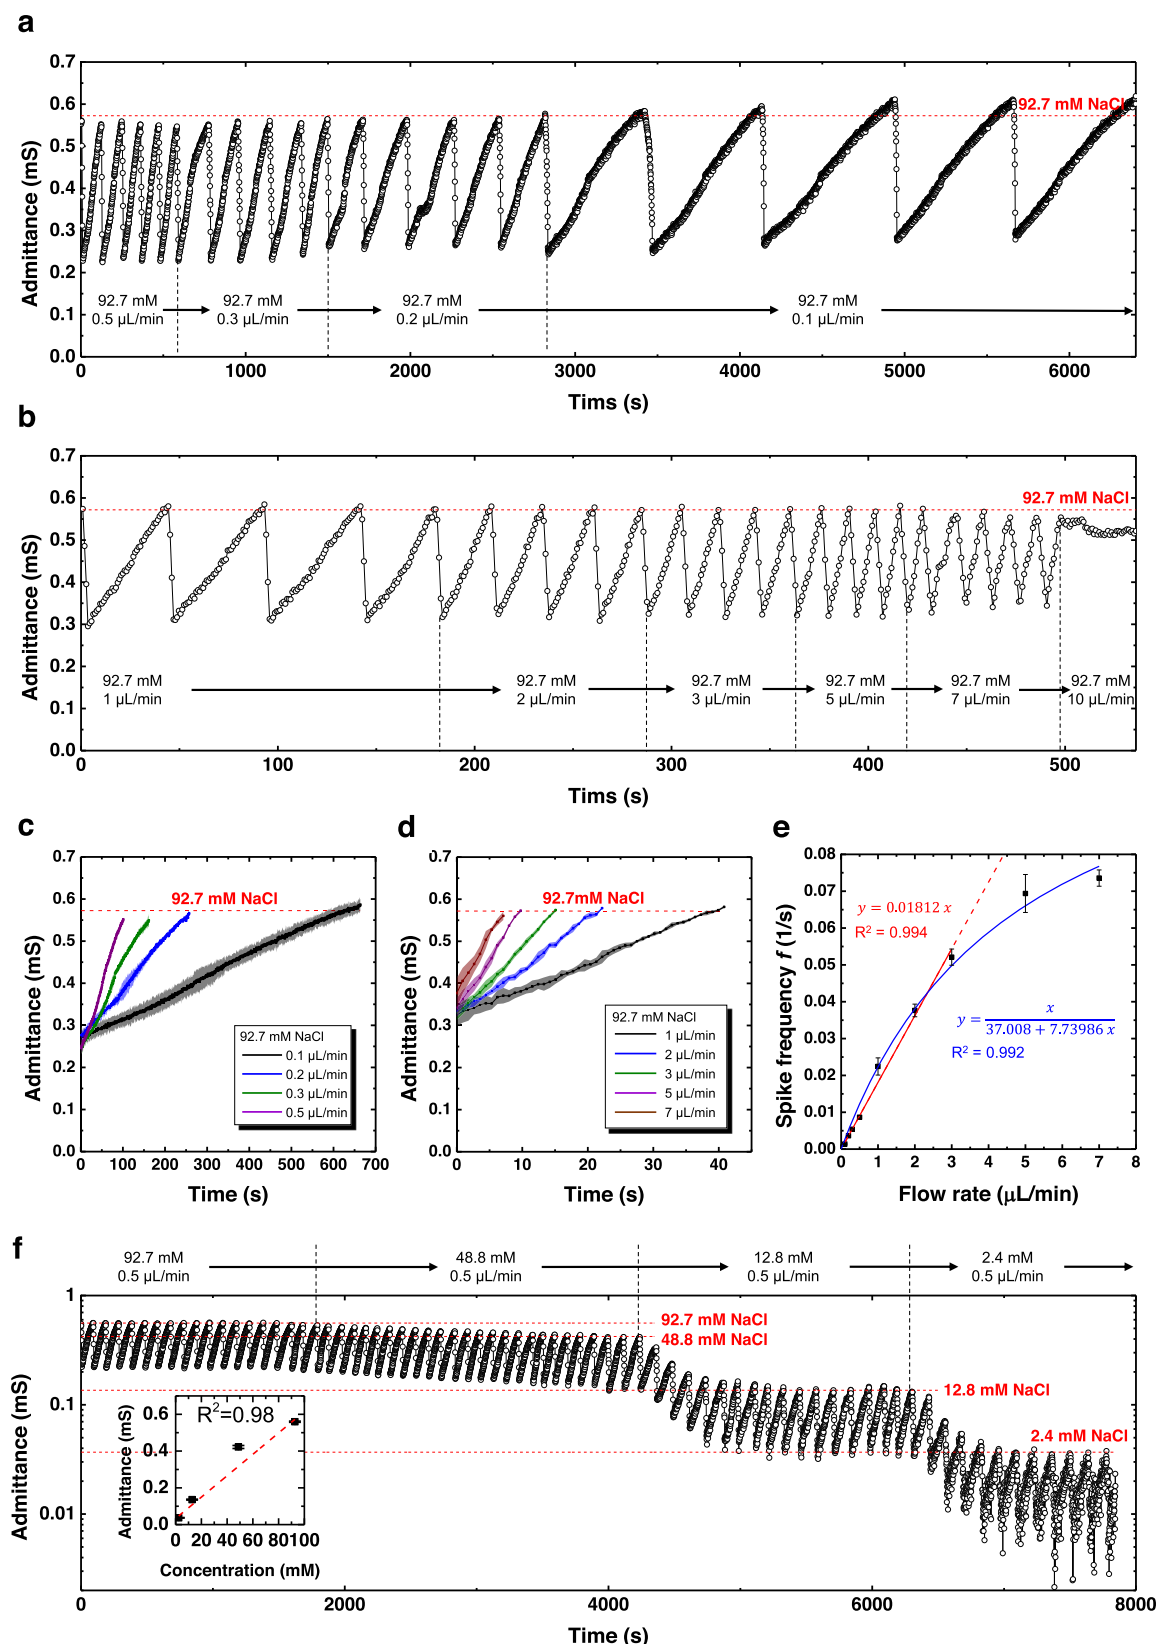 a
0.7
0.6
0.5
0.4
0.3
0.2
0.1
0.0
Admittance (mS)
92.7 mM NaCl
92.7 mM
0.5 µL/min
92.7 mM
0.3 µL/min
92.7 mM
0.2 µL/min
92.7 mM
0.1 µL/min
0 1000 2000 3000 4000 5000 6000
Tims (s)
b
0.7
0.6
0.5
0.4
0.3
0.2
0.1
0.0
Admittance (mS)
92.7 mM NaCl
92.7 mM
1 µL/min
92.7 mM
2 µL/min
92.7 mM
3 µL/min
92.7 mM
5 µL/min
92.7 mM
7 µL/min
92.7 mM
10 µL/min
0 100 200 300 400 500
Tims (s)
c
0.7
0.6
0.5
0.4
0.3
0.2
0.1
0.0
Admittance (mS)
92.7 mM NaCl
92.7 mM NaCl
0.1 µL/min
0.2 µL/min
0.3 µL/min
0.5 µL/min
0 100 200 300 400 500 600 700
Time (s)
d
0.7
0.6
0.5
0.4
0.3
0.2
0.1
0.0
Admittance (mS)
92.7mM NaCl
92.7 mM NaCl
1 µL/min
2 µL/min
3 µL/min
5 µL/min
7 µL/min
0 10 20 30 40
Time (s)
e
0.08
0.07
0.06
0.05
0.04
0.03
0.02
0.01
0.00
Spike frequency f (1/s)
y = 0.01812 x
R² = 0.994
y = x / (37.008 + 7.73986 x)
R² = 0.992
0 1 2 3 4 5 6 7 8
Flow rate (µL/min)
f
92.7 mM
0.5 µL/min
48.8 mM
0.5 µL/min
12.8 mM
0.5 µL/min
2.4 mM
0.5 µL/min
1
0.1
0.01
Admittance (mS)
92.7 mM NaCl
48.8 mM NaCl
12.8 mM NaCl
2.4 mM NaCl
R²=0.98
0.6
0.4
0.2
0.0
Admittance (mS)
0 20 40 60 80 100
Concentration (mM)
0 2000 4000 6000 8000
Time (s)